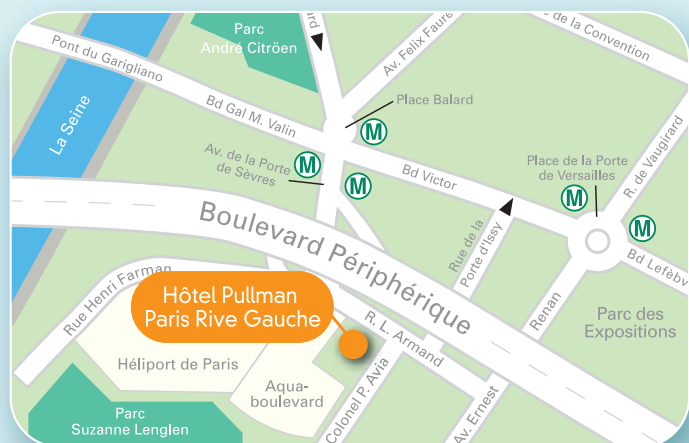 Parc
André Citröen
ard
Av. Felix Faure
e de la Convention
Pont du Garigliano
La Seine
Bd Gal M. Valin
Place Balard
M
M
M
Av. de la Porte
de Sèvres
Bd Victor
Place de la Porte
de Versailles
R. de Vaugirard
M
M
Boulevard Périphérique
Rue de la
Porte d'Issy
Bd Lefèbv
Rue Henri Farman
Hôtel Pullman
Paris Rive Gauche
R. L. Armand
Renan
Parc des
Expositions
Héliport de Paris
Aqua-
boulevard
Colonel P. Avia
Av. Ernest
Parc
Suzanne Lenglen